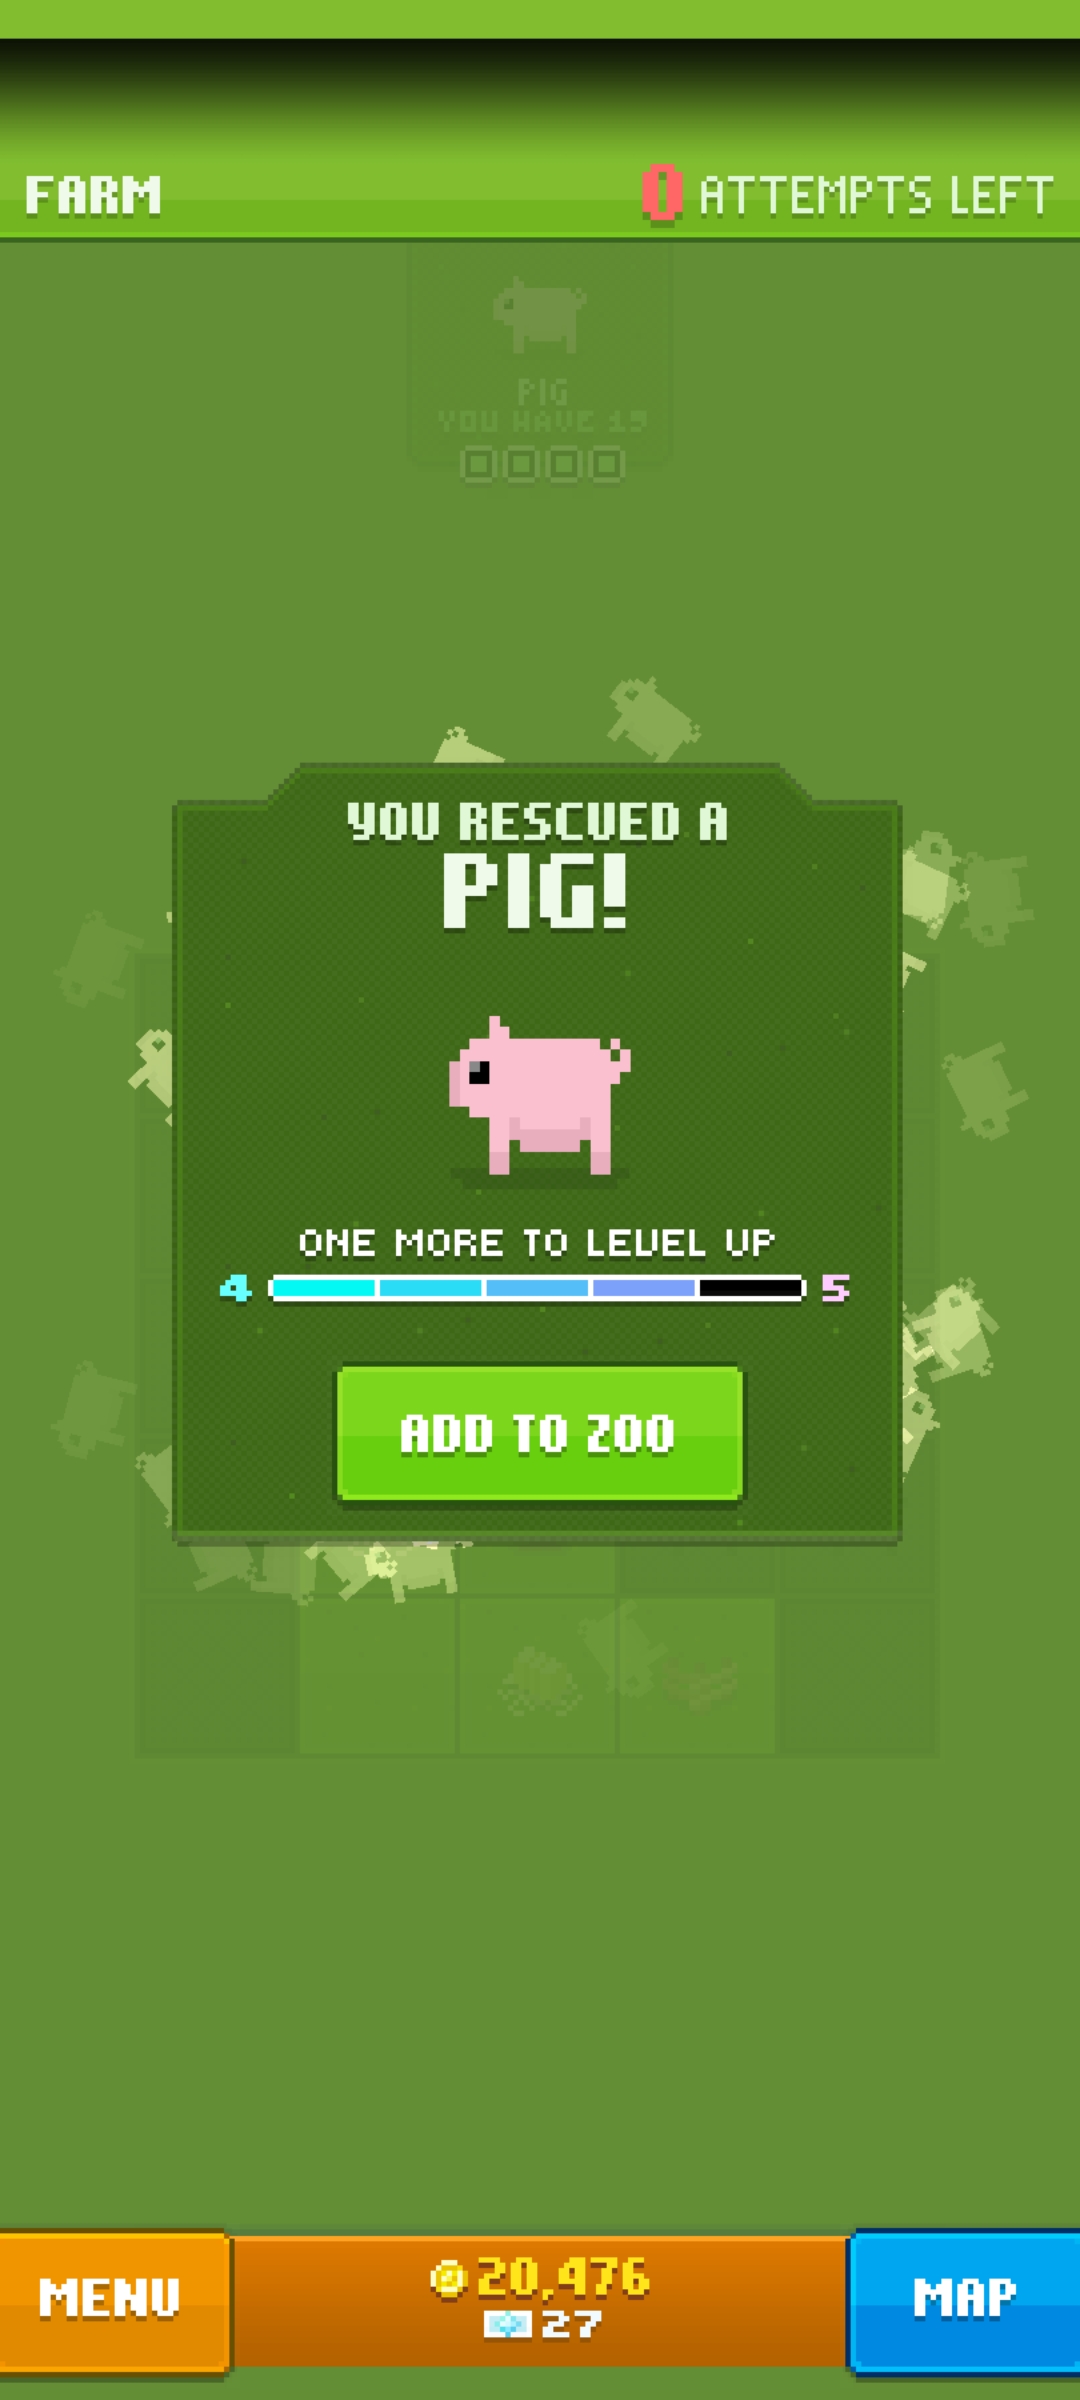 FARM
0 ATTEMPTS LEFT
PIG
YOU HAVE 19
YOU RESCUED A
PIG!
ONE MORE TO LEVEL UP
4 5
ADD TO ZOO
MENU
20,476
27
MAP